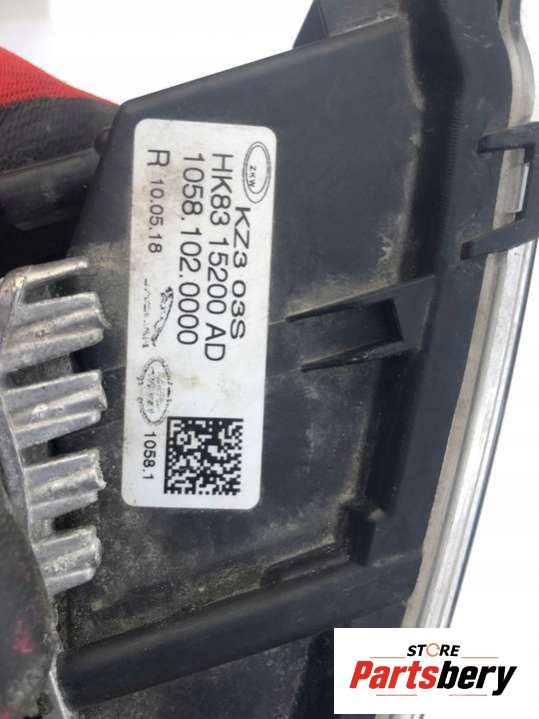 ZKW
KZ3 03S
HK83 15200 AD
1058.102.0000
R 10.05.18
1058.1
STORE
Partsbery